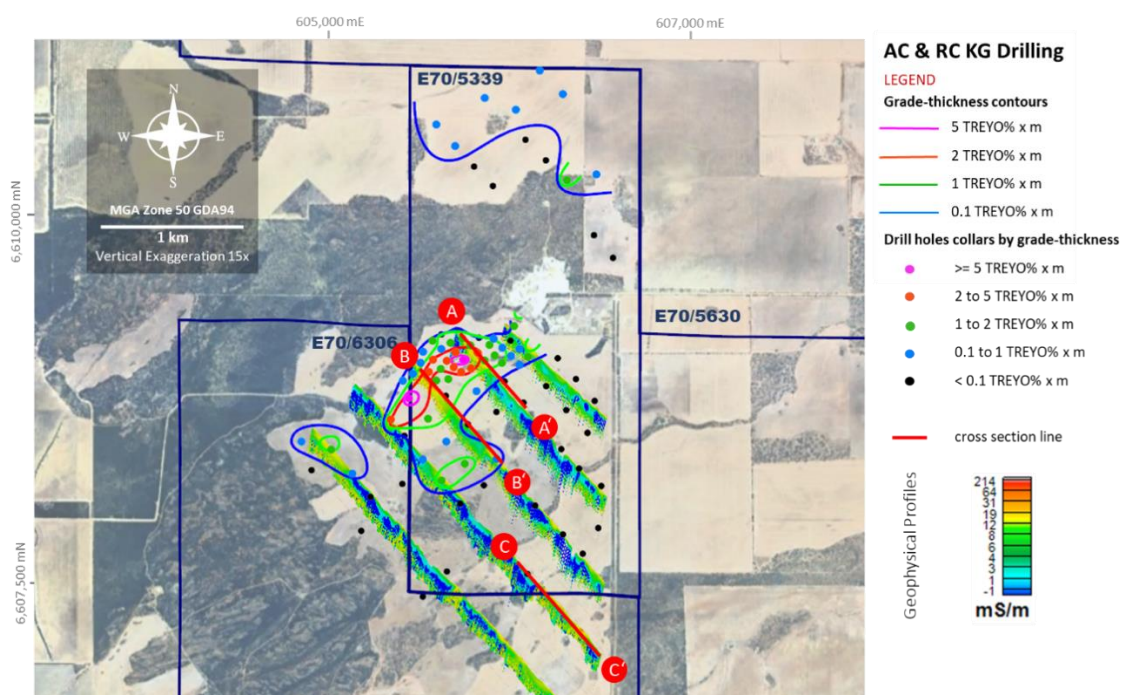 605,000 mE
607,000 mE
6,610,000 mN
6,607,500 mN
N
W
E
S
MGA Zone 50 GDA94
1 km
Vertical Exaggeration 15x
E70/5339
E70/5630
E70/6306
A
B
A'
B'
C
C'
AC & RC KG Drilling
LEGEND
Grade-thickness contours
5 TREYO% x m
2 TREYO% x m
1 TREYO% x m
0.1 TREYO% x m
Drill holes collars by grade-thickness
>= 5 TREYO% x m
2 to 5 TREYO% x m
1 to 2 TREYO% x m
0.1 to 1 TREYO% x m
< 0.1 TREYO% x m
cross section line
Geophysical Profiles
214
64
31
19
12
8
6
4
3
1
-1
mS/m